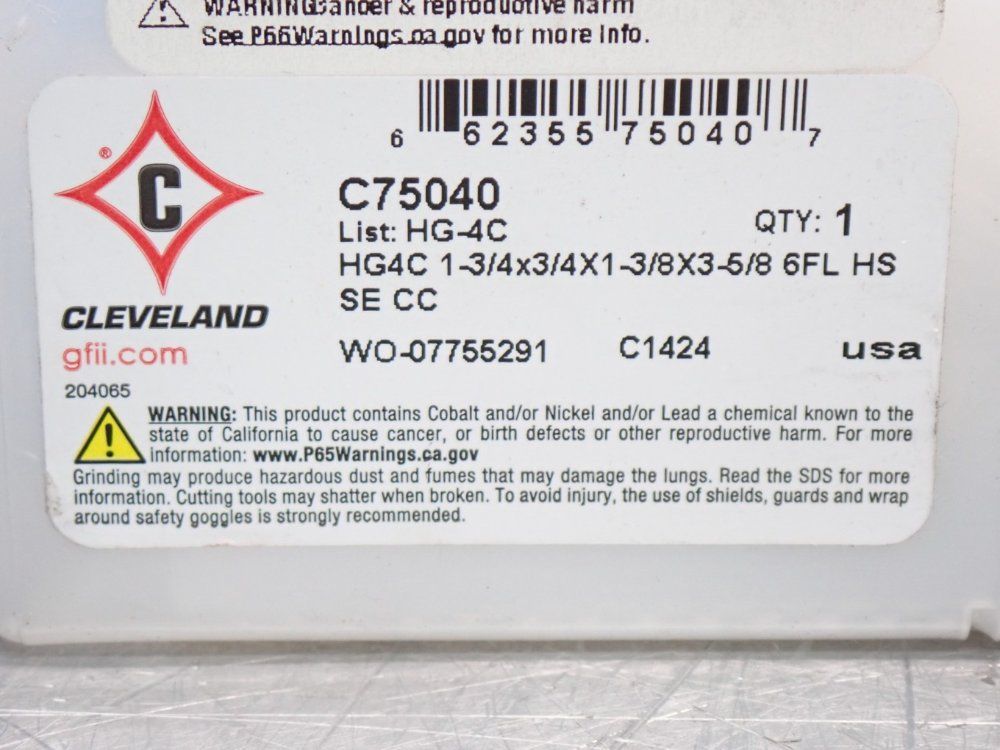 WARNING: Cancer & reproductive harm
See P65Warnings.ca.gov for more info.
6 62355 75040 7
®
C
C75040
List: HG-4C
QTY: 1
HG4C 1-3/4x3/4X1-3/8X3-5/8 6FL HS
SE CC
CLEVELAND
gfii.com
WO-07755291 C1424 usa
204065
WARNING: This product contains Cobalt and/or Nickel and/or Lead a chemical known to the
state of California to cause cancer, or birth defects or other reproductive harm. For more
information: www.P65Warnings.ca.gov
Grinding may produce hazardous dust and fumes that may damage the lungs. Read the SDS for more
information. Cutting tools may shatter when broken. To avoid injury, the use of shields, guards and wrap
around safety goggles is strongly recommended.